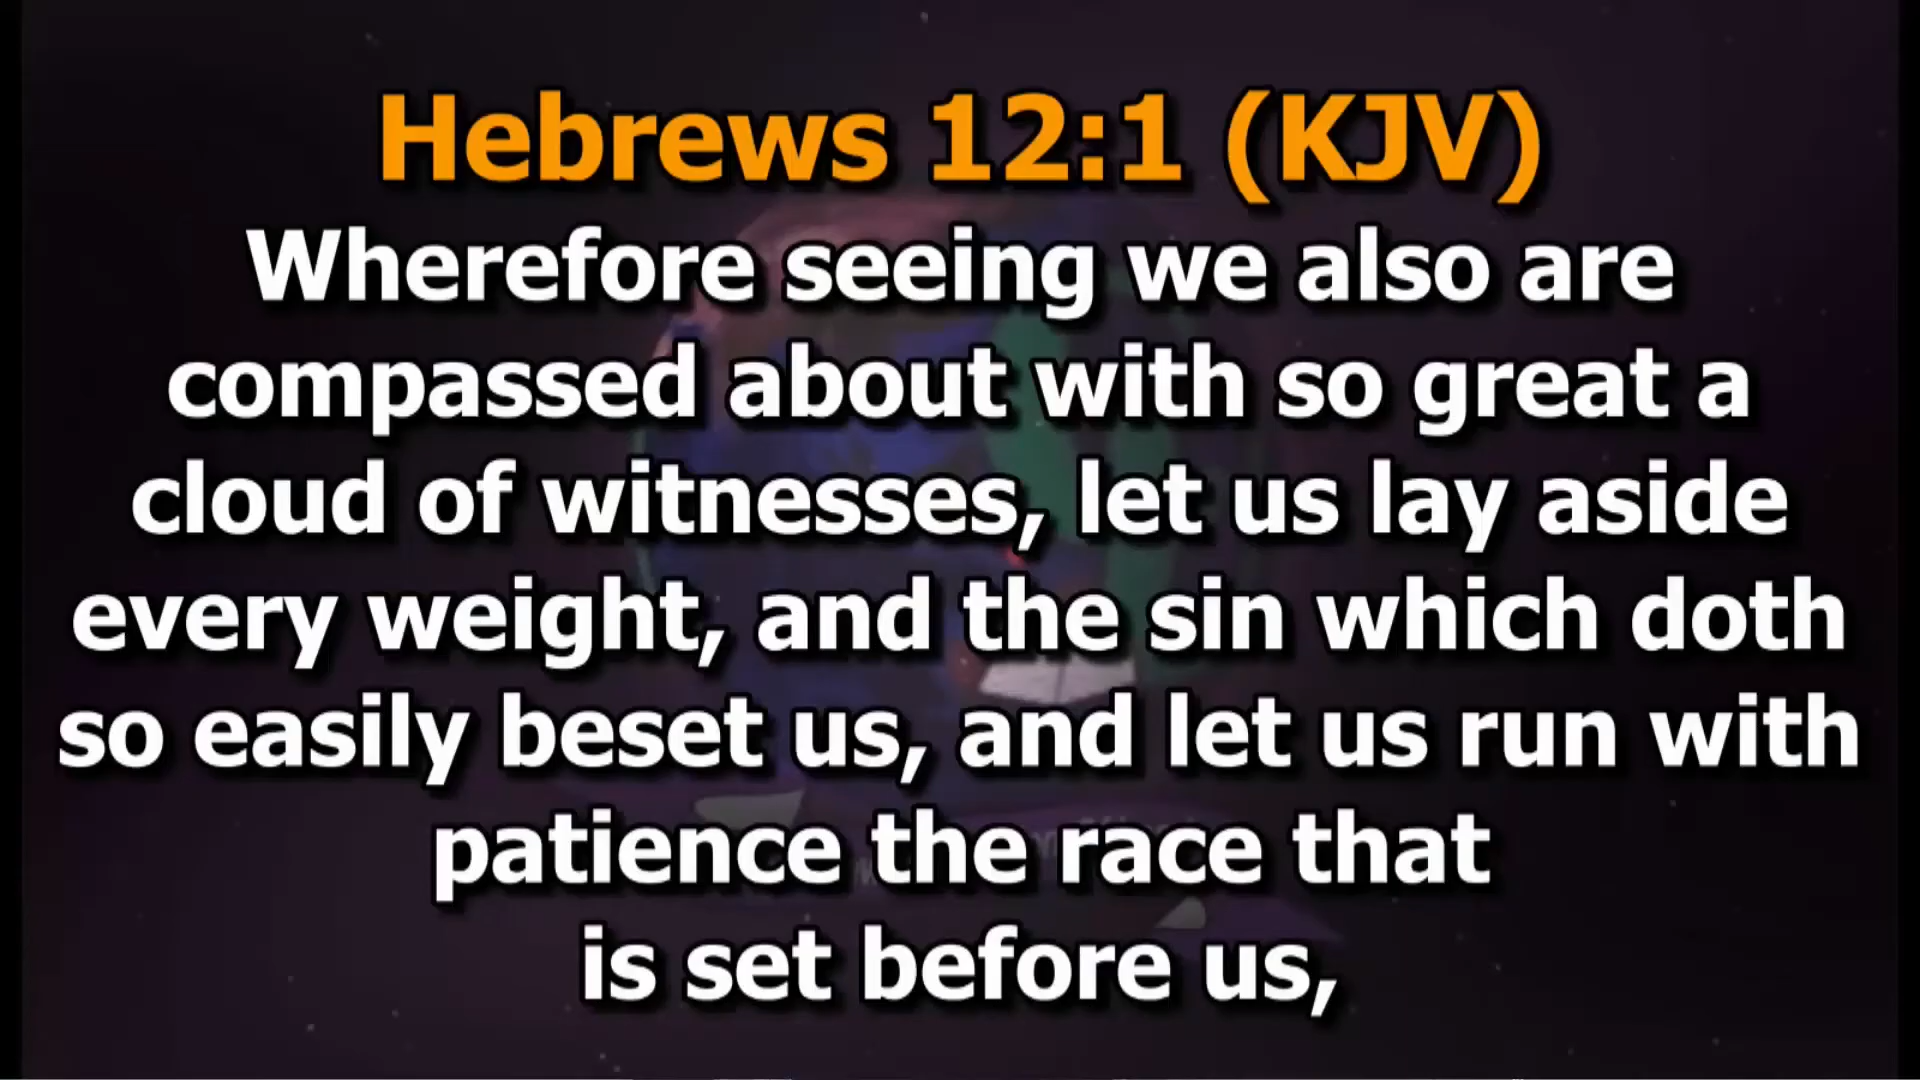 Hebrews 12:1 (KJV)
Wherefore seeing we also are
compassed about with so great a
cloud of witnesses, let us lay aside
every weight, and the sin which doth
so easily beset us, and let us run with
patience the race that
is set before us,